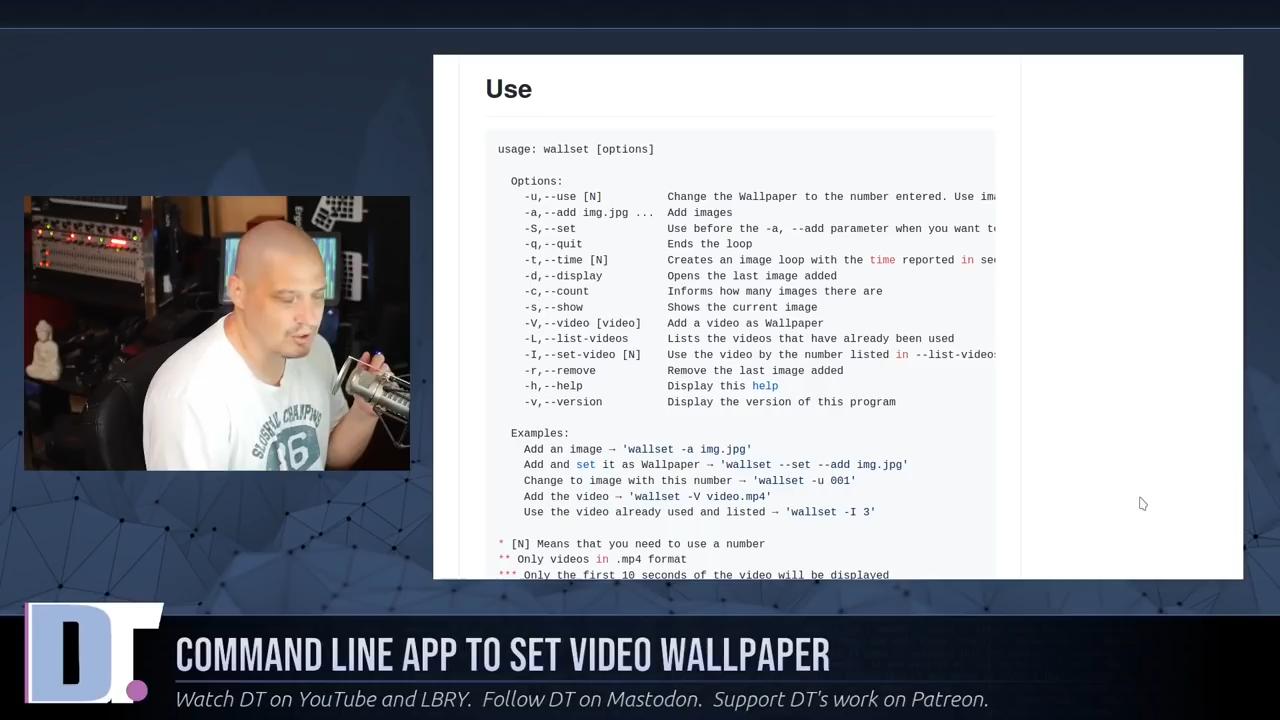 Use
usage: wallset [options]
Options:
-u,--use [N] Change the Wallpaper to the number entered. Use
-a,--add img.jpg ... Add images
-S,--set Use before the -a, --add parameter when you want
-q,--quit Ends the loop
-t,--time [N] Creates an image loop with the time reported in
-d,--display Opens the last image added
-c,--count Informs how many images there are
-s,--show Shows the current image
-V,--video [video] Add a video as Wallpaper
-L,--list-videos Lists the videos that have already been used
-I,--set-video [N] Use the video by the number listed in --list-videos
-r,--remove Remove the last image added
-h,--help Display this help
-v,--version Display the version of this program
Examples:
Add an image → 'wallset -a img.jpg'
Add and set it as Wallpaper → 'wallset --set --add img.jpg'
Change to image with this number → 'wallset -u 001'
Add the video → 'wallset -V video.mp4'
Use the video already used and listed → 'wallset -I 3'
* [N] Means that you need to use a number
** Only videos in .mp4 format
*** Only the first 10 seconds of the video will be displayed
86
DT.
COMMAND LINE APP TO SET VIDEO WALLPAPER
Watch DT on YouTube and LBRY. Follow DT on Mastodon. Support DT's work on Patreon.